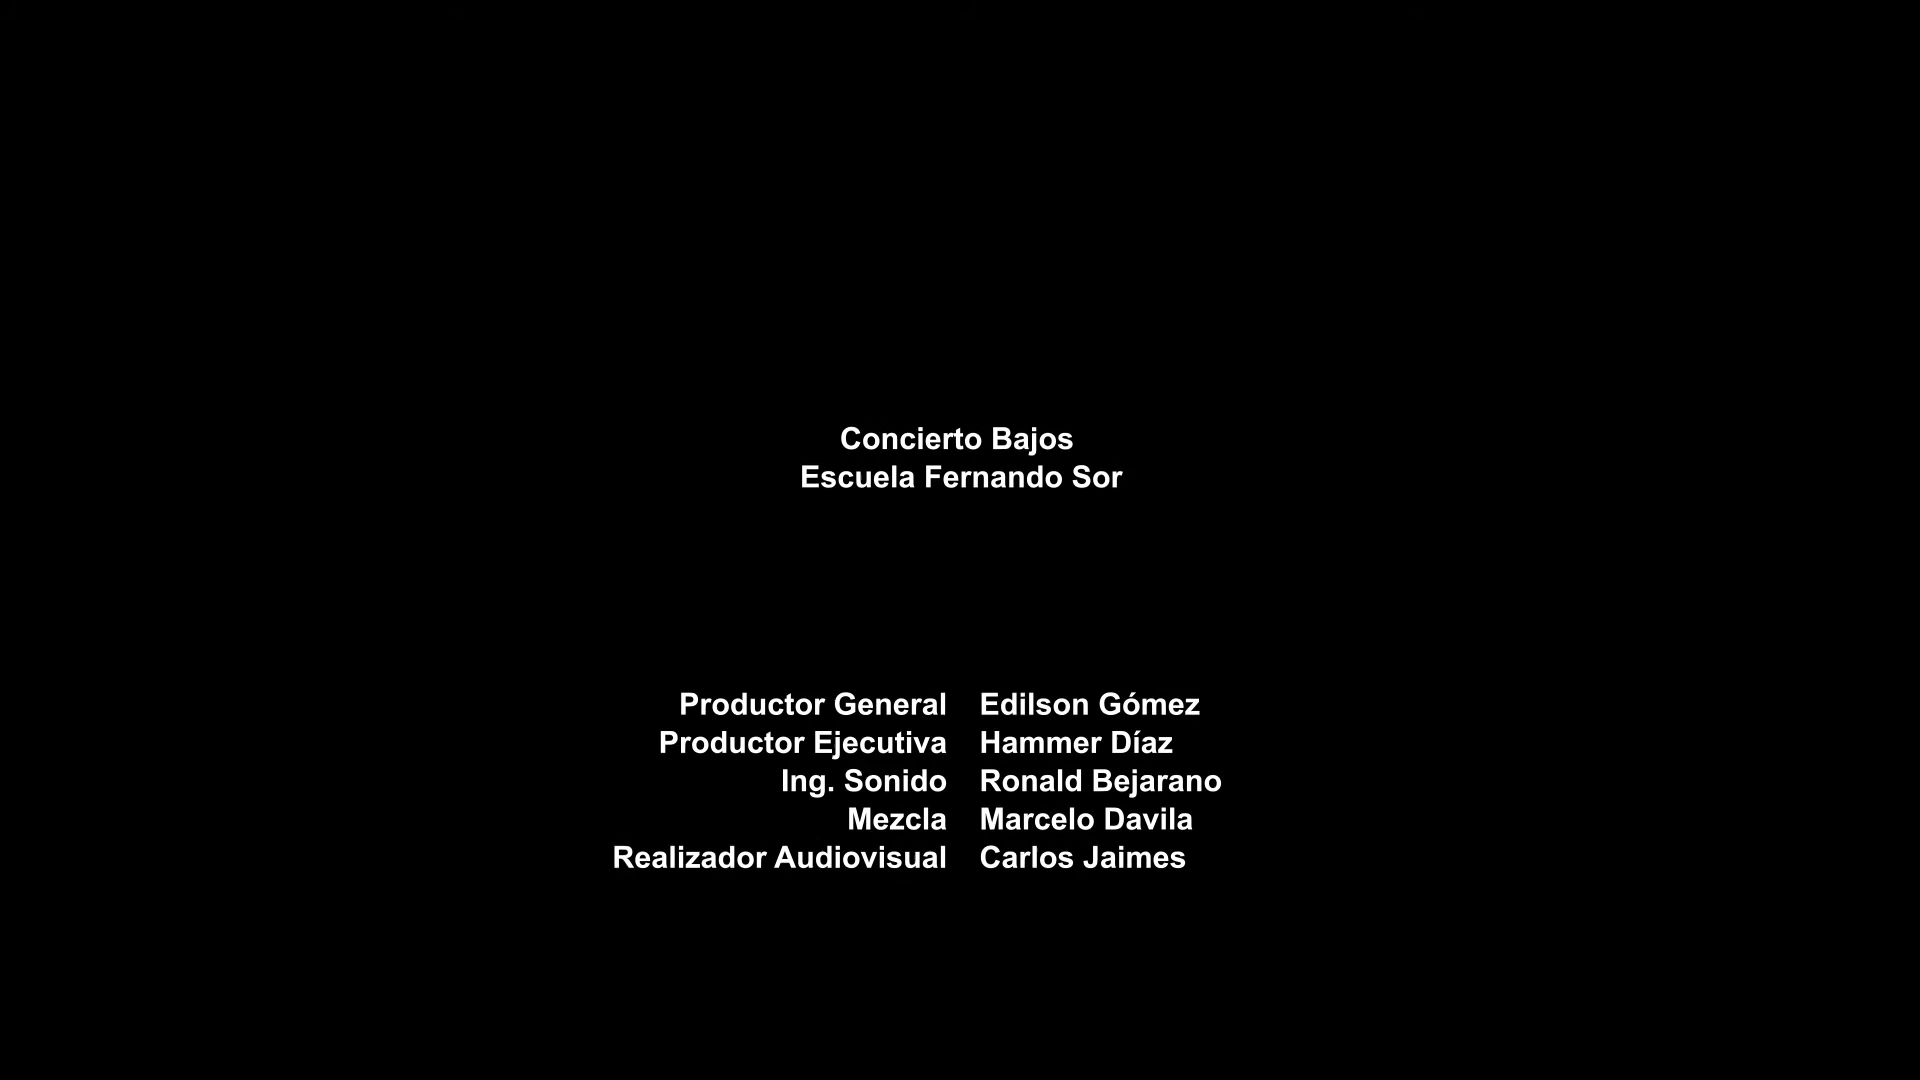 Concierto Bajos
Escuela Fernando Sor
Productor General Edilson Gómez
Productor Ejecutiva Hammer Díaz
Ing. Sonido Ronald Bejarano
Mezcla Marcelo Davila
Realizador Audiovisual Carlos Jaimes